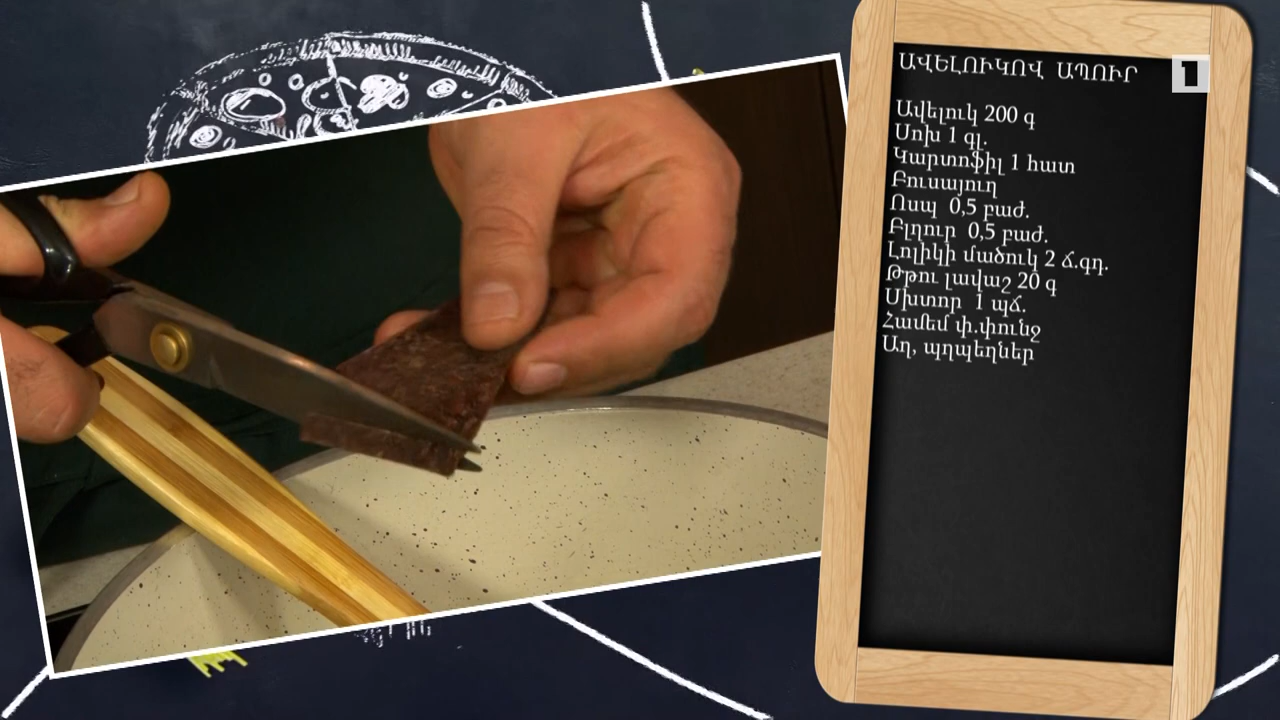 ԱՎԵԼՈՒԿՈՎ ԱՊՈՒՐ
1
Ավելուկ 200 գ
Սոխ 1 գլ.
Կարտոֆիլ 1 հատ
Բուսայուղ
Ոսպ 0,5 բաժ.
Բլղուր 0,5 բաժ.
Լոլիկի մածուկ 2 ճ.գդ.
Թթու լավաշ 20 գ
Սխտոր 1 պճ.
Համեմ փ.փունջ
Աղ, պղպեղներ